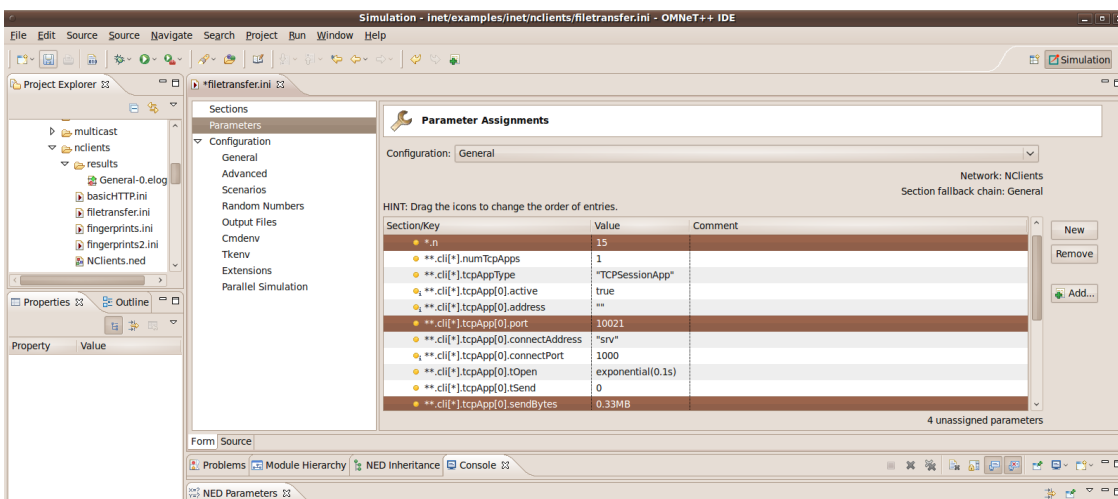 Simulation - inet/examples/inet/nclients/filetransfer.ini - OMNeT++ IDE
File Edit Source Source Navigate Search Project Run Window Help
Simulation
Project Explorer
multicast
nclients
results
General-0.elog
basicHTTP.ini
filetransfer.ini
fingerprints.ini
fingerprints2.ini
NClients.ned
Properties Outline
Property Value
*filetransfer.ini
Sections
Parameters
Configuration
General
Advanced
Scenarios
Random Numbers
Output Files
Cmdenv
Tkenv
Extensions
Parallel Simulation
Parameter Assignments
Configuration: General
Network: NClients
Section fallback chain: General
HINT: Drag the icons to change the order of entries.
Section/Key Value Comment
*.n 15
**.cli[*].numTcpApps 1
**.cli[*].tcpAppType "TCPSessionApp"
**.cli[*].tcpApp[0].active true
**.cli[*].tcpApp[0].address ""
**.cli[*].tcpApp[0].port 10021
**.cli[*].tcpApp[0].connectAddress "srv"
**.cli[*].tcpApp[0].connectPort 1000
**.cli[*].tcpApp[0].tOpen exponential(0.1s)
**.cli[*].tcpApp[0].tSend 0
**.cli[*].tcpApp[0].sendBytes 0.33MB
New
Remove
Add...
4 unassigned parameters
Form Source
Problems Module Hierarchy NED Inheritance Console
NED Parameters